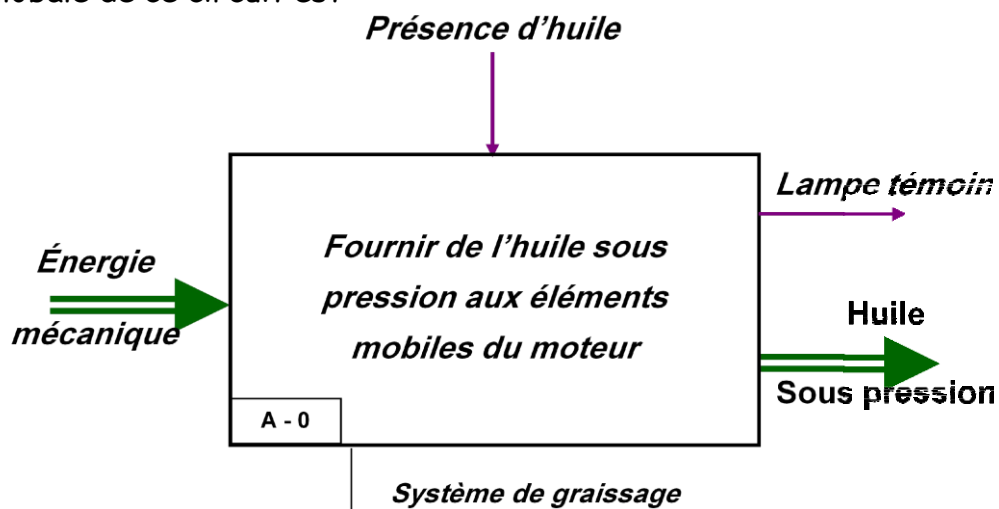 Présence d'huile
Lampe témoin
Énergie
mécanique
Fournir de l'huile sous
pression aux éléments
mobiles du moteur
Huile
Sous pression
A - 0
Système de graissage